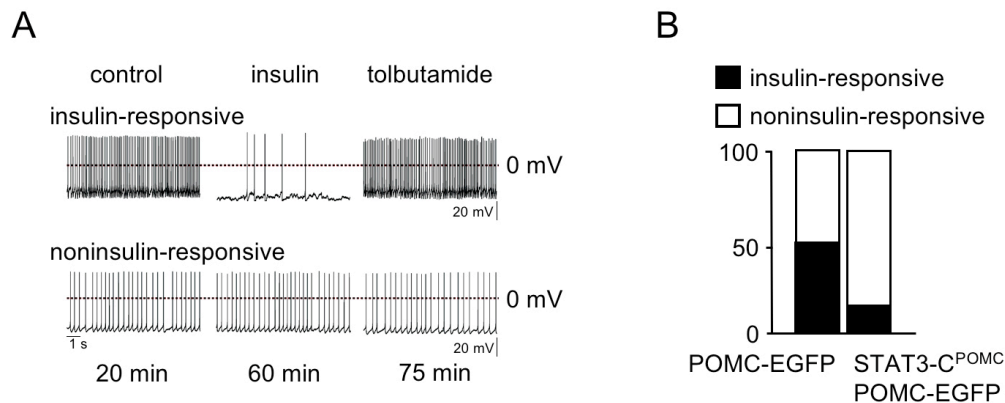 A
control insulin tolbutamide
insulin-responsive
0 mV
20 mV
noninsulin-responsive
0 mV
1 s
20 mV
20 min 60 min 75 min
B
insulin-responsive
noninsulin-responsive
100
50
0
POMC-EGFP
STAT3-C^POMC
POMC-EGFP